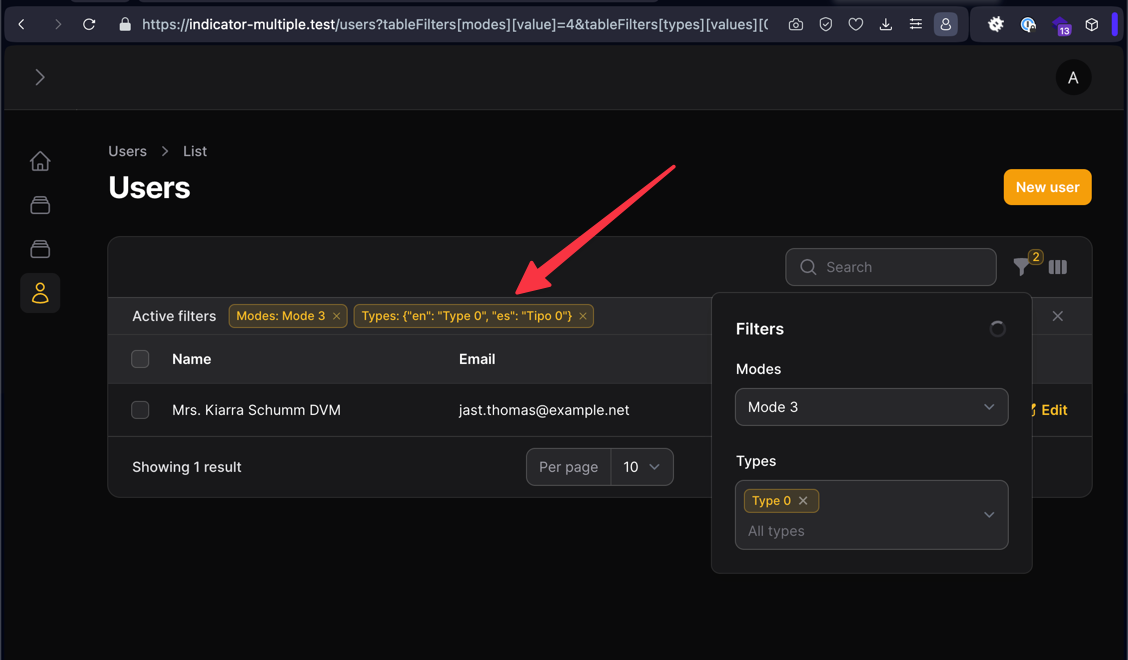 https://indicator-multiple.test/users?tableFilters[modes][value]=4&tableFilters[types][values][
13
A
Users > List
Users
New user
Search
2
Active filters
Modes: Mode 3 ×
Types: {"en": "Type 0", "es": "Tipo 0"} ×
Name
Email
Mrs. Kiarra Schumm DVM
jast.thomas@example.net
Edit
Showing 1 result
Per page
10
Filters
Modes
Mode 3
Types
Type 0 ×
All types